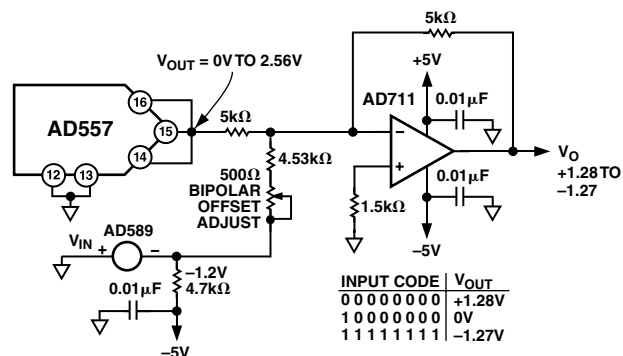 5kΩ
V_OUT = 0V TO 2.56V
+5V
16
AD711
0.01μF
AD557
15
5kΩ
14
4.53kΩ
−
+
V_O
+1.28 TO
−1.27
12 13
500Ω
BIPOLAR
OFFSET
ADJUST
0.01μF
1.5kΩ
AD589
V_IN + −
−5V
−1.2V
4.7kΩ
0.01μF
−5V
INPUT CODE V_OUT
0 0 0 0 0 0 0 0 +1.28V
1 0 0 0 0 0 0 0 0V
1 1 1 1 1 1 1 1 −1.27V